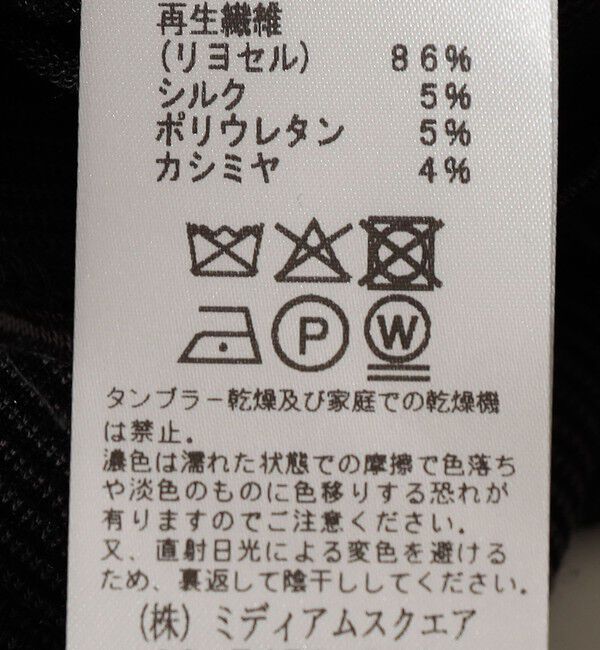 再生繊維
(リヨセル) 86%
シルク 5%
ポリウレタン 5%
カシミヤ 4%
P W
タンブラー乾燥及び家庭での乾燥機
は禁止.
濃色は濡れた状態での摩擦で色落ち
や淡色のものに色移りする恐れが
有りますのでご注意ください.
又、直射日光による変色を避ける
ため、裏返して陰干ししてください.
(株) ミディアムスクエア